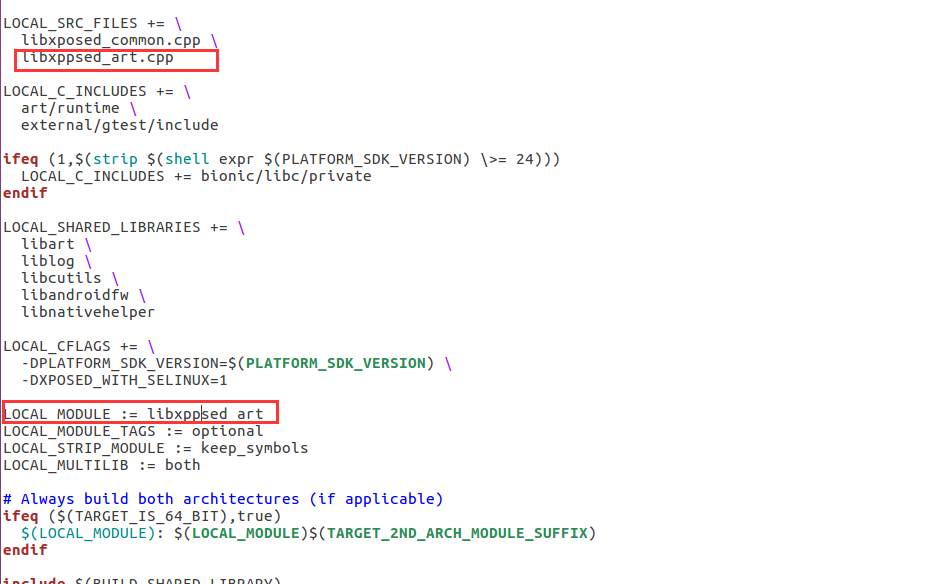 LOCAL_SRC_FILES += \
libxposed_common.cpp \
libxppsed_art.cpp
LOCAL_C_INCLUDES += \
art/runtime \
external/gtest/include
ifeq (1,$(strip $(shell expr $(PLATFORM_SDK_VERSION) \>= 24)))
LOCAL_C_INCLUDES += bionic/libc/private
endif
LOCAL_SHARED_LIBRARIES += \
libart \
liblog \
libcutils \
libandroidfw \
libnativehelper
LOCAL_CFLAGS += \
-DPLATFORM_SDK_VERSION=$(PLATFORM_SDK_VERSION) \
-DXPOSED_WITH_SELINUX=1
LOCAL_MODULE := libxppsed_art
LOCAL_MODULE_TAGS := optional
LOCAL_STRIP_MODULE := keep_symbols
LOCAL_MULTILIB := both
# Always build both architectures (if applicable)
ifeq ($(TARGET_IS_64_BIT),true)
$(LOCAL_MODULE): $(LOCAL_MODULE)$(TARGET_2ND_ARCH_MODULE_SUFFIX)
endif
include $(BUILD_SHARED_LIBRARY)